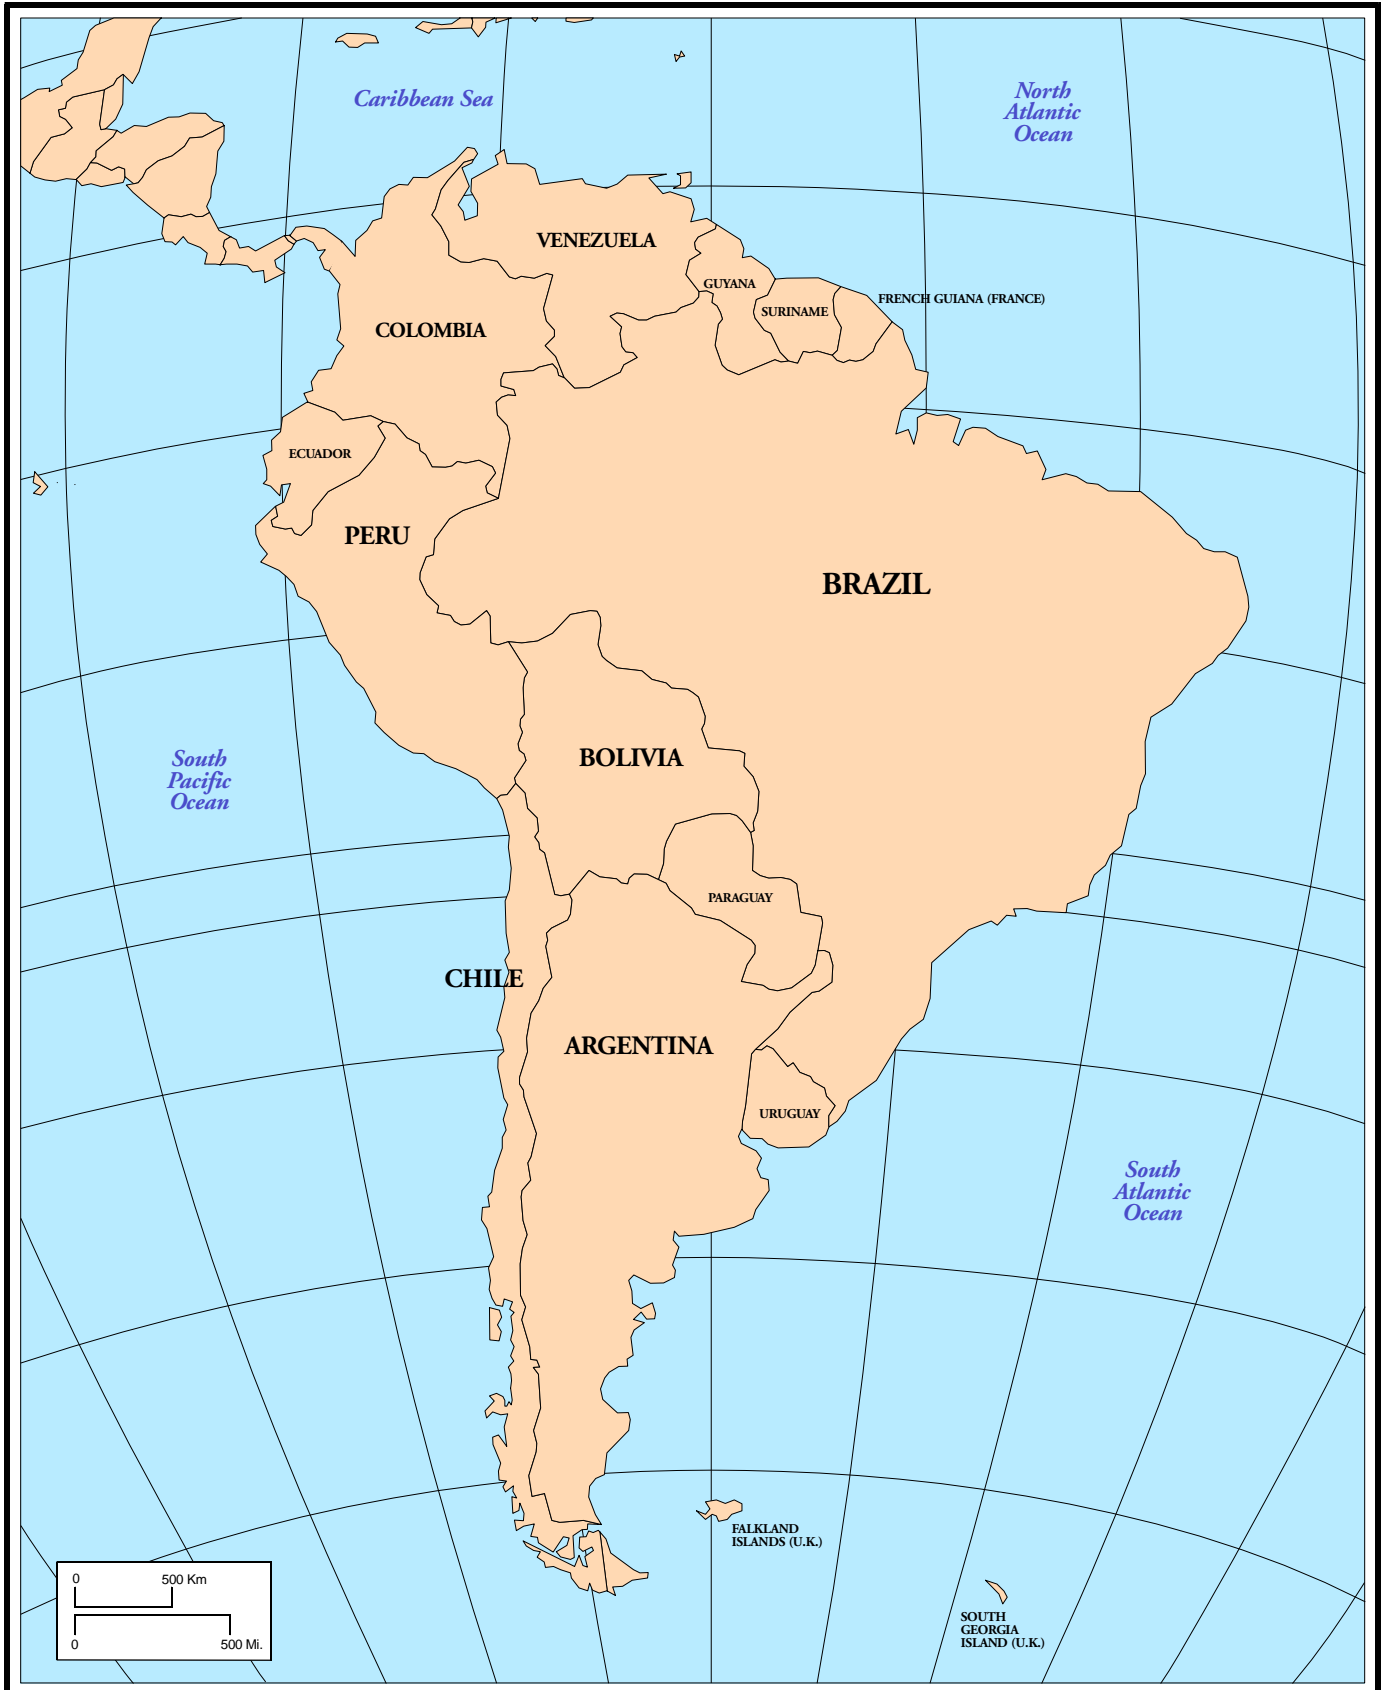 Caribbean Sea
North
Atlantic
Ocean
VENEZUELA
GUYANA
FRENCH GUIANA (FRANCE)
SURINAME
COLOMBIA
ECUADOR
PERU
BRAZIL
South
Pacific
Ocean
BOLIVIA
PARAGUAY
CHILE
ARGENTINA
URUGUAY
South
Atlantic
Ocean
FALKLAND
ISLANDS (U.K.)
SOUTH
GEORGIA
ISLAND (U.K.)
0 500 Km
0 500 Mi.